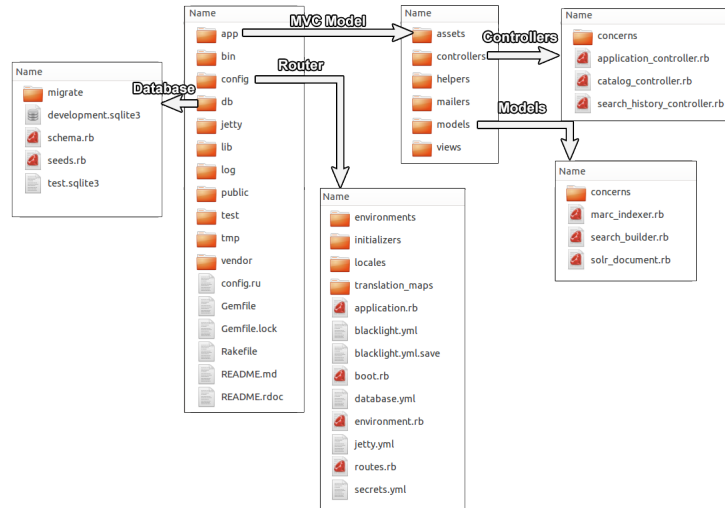 Name
app
bin
config
db
jetty
lib
log
public
test
tmp
vendor
config.ru
Gemfile
Gemfile.lock
Rakefile
README.md
README.rdoc
MVC Model
Router
Database
Name
migrate
development.sqlite3
schema.rb
seeds.rb
test.sqlite3
Name
assets
controllers
helpers
mailers
models
views
Controllers
Models
Name
concerns
application_controller.rb
catalog_controller.rb
search_history_controller.rb
Name
concerns
marc_indexer.rb
search_builder.rb
solr_document.rb
Name
environments
initializers
locales
translation_maps
application.rb
blacklight.yml
blacklight.yml.save
boot.rb
database.yml
environment.rb
jetty.yml
routes.rb
secrets.yml